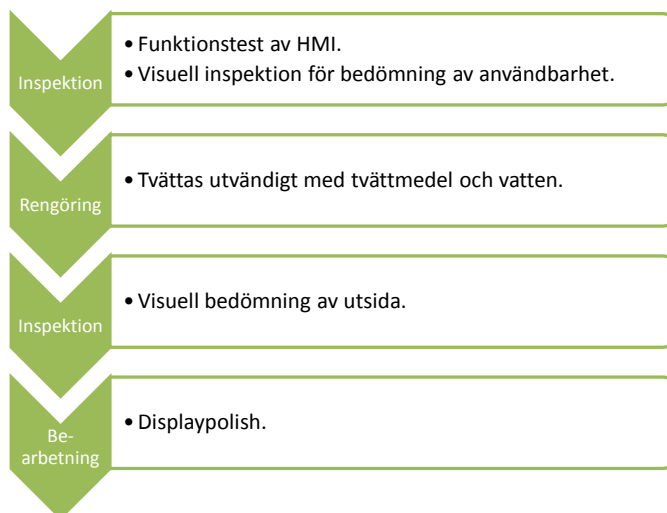 Inspektion
• Funktionstest av HMI.
• Visuell inspektion för bedömning av användbarhet.
Rengöring
• Tvättas utvändigt med tvättmedel och vatten.
Inspektion
• Visuell bedömning av utsida.
Be-
arbetning
• Displaypolish.